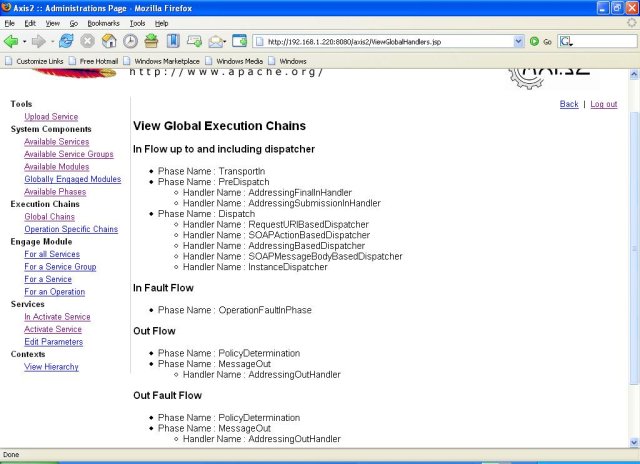 Axis2 :: Administrations Page - Mozilla Firefox
File Edit View Go Bookmarks Tools Help
http://192.168.1.220:8080/axis2/ViewGlobalHandlers.jsp Go
Customize Links Free Hotmail Windows Marketplace Windows Media Windows
http://www.apache.org/
Back | Log out
Tools
Upload Service
System Components
Available Services
Available Service Groups
Available Modules
Globally Engaged Modules
Available Phases
Execution Chains
Global Chains
Operation Specific Chains
Engage Module
For all Services
For a Service Group
For a Service
For an Operation
Services
In Activate Service
Activate Service
Edit Parameters
Contexts
View Hierarchy
View Global Execution Chains
In Flow up to and including dispatcher
Phase Name : TransportIn
Phase Name : PreDispatch
Handler Name : AddressingFinalInHandler
Handler Name : AddressingSubmissionInHandler
Phase Name : Dispatch
Handler Name : RequestURIBasedDispatcher
Handler Name : SOAPActionBasedDispatcher
Handler Name : AddressingBasedDispatcher
Handler Name : SOAPMessageBodyBasedDispatcher
Handler Name : InstanceDispatcher
In Fault Flow
Phase Name : OperationFaultInPhase
Out Flow
Phase Name : PolicyDetermination
Phase Name : MessageOut
Handler Name : AddressingOutHandler
Out Fault Flow
Phase Name : PolicyDetermination
Phase Name : MessageOut
Handler Name : AddressingOutHandler
Done